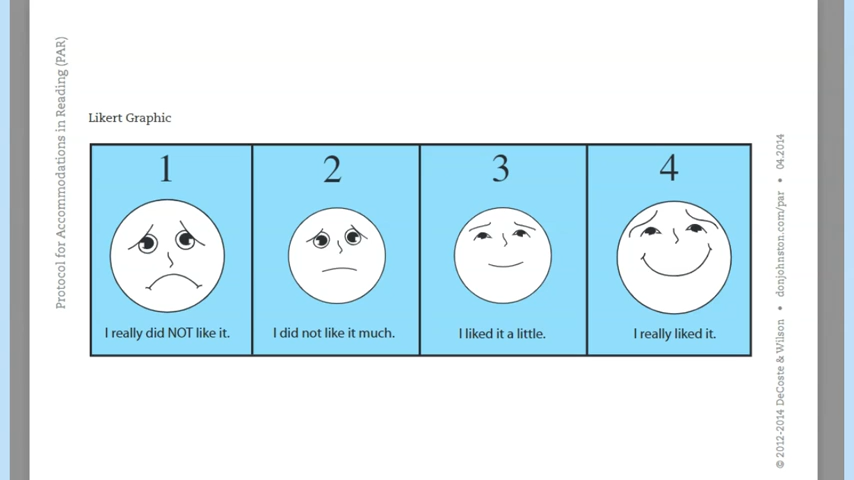 Protocol for Accommodations in Reading (PAR)
Likert Graphic
1
2
3
4
I really did NOT like it.
I did not like it much.
I liked it a little.
I really liked it.
© 2012-2014 DeCoste & Wilson • donjohnston.com/par • 04.2014